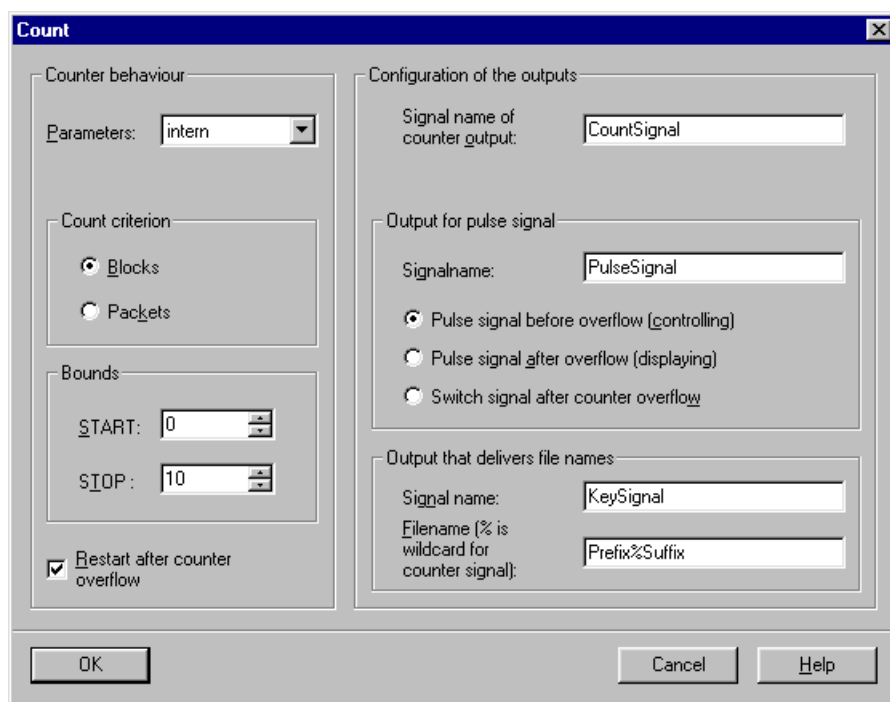 Count
Counter behaviour
Parameters: intern
Count criterion
Blocks
Packets
Bounds
START: 0
STOP : 10
Restart after counter
overflow
Configuration of the outputs
Signal name of
counter output: CountSignal
Output for pulse signal
Signalname: PulseSignal
Pulse signal before overflow (controlling)
Pulse signal after overflow (displaying)
Switch signal after counter overflow
Output that delivers file names
Signal name: KeySignal
Filename (% is
wildcard for
counter signal): Prefix%Suffix
OK
Cancel
Help